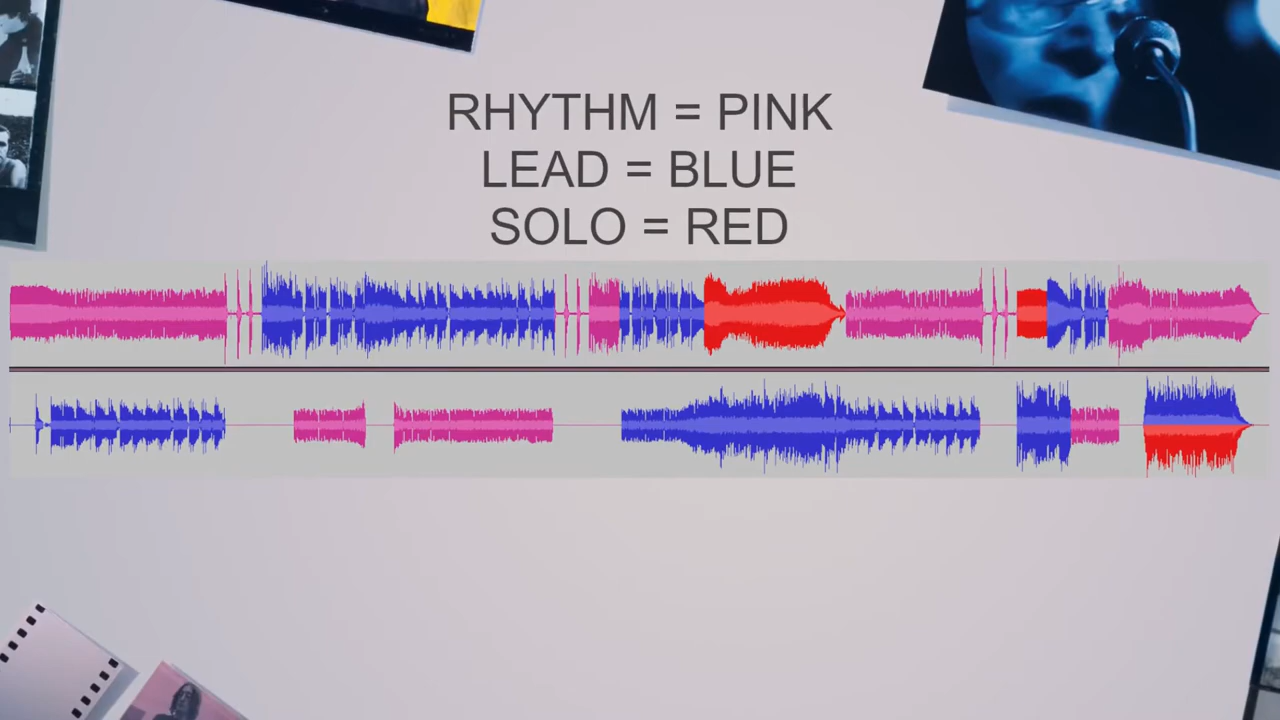 RHYTHM = PINK
LEAD = BLUE
SOLO = RED